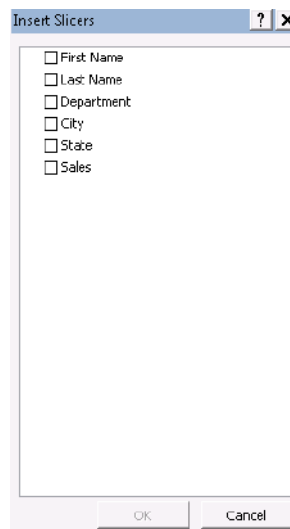 Insert Slicers ? X
First Name
Last Name
Department
City
State
Sales
OK Cancel